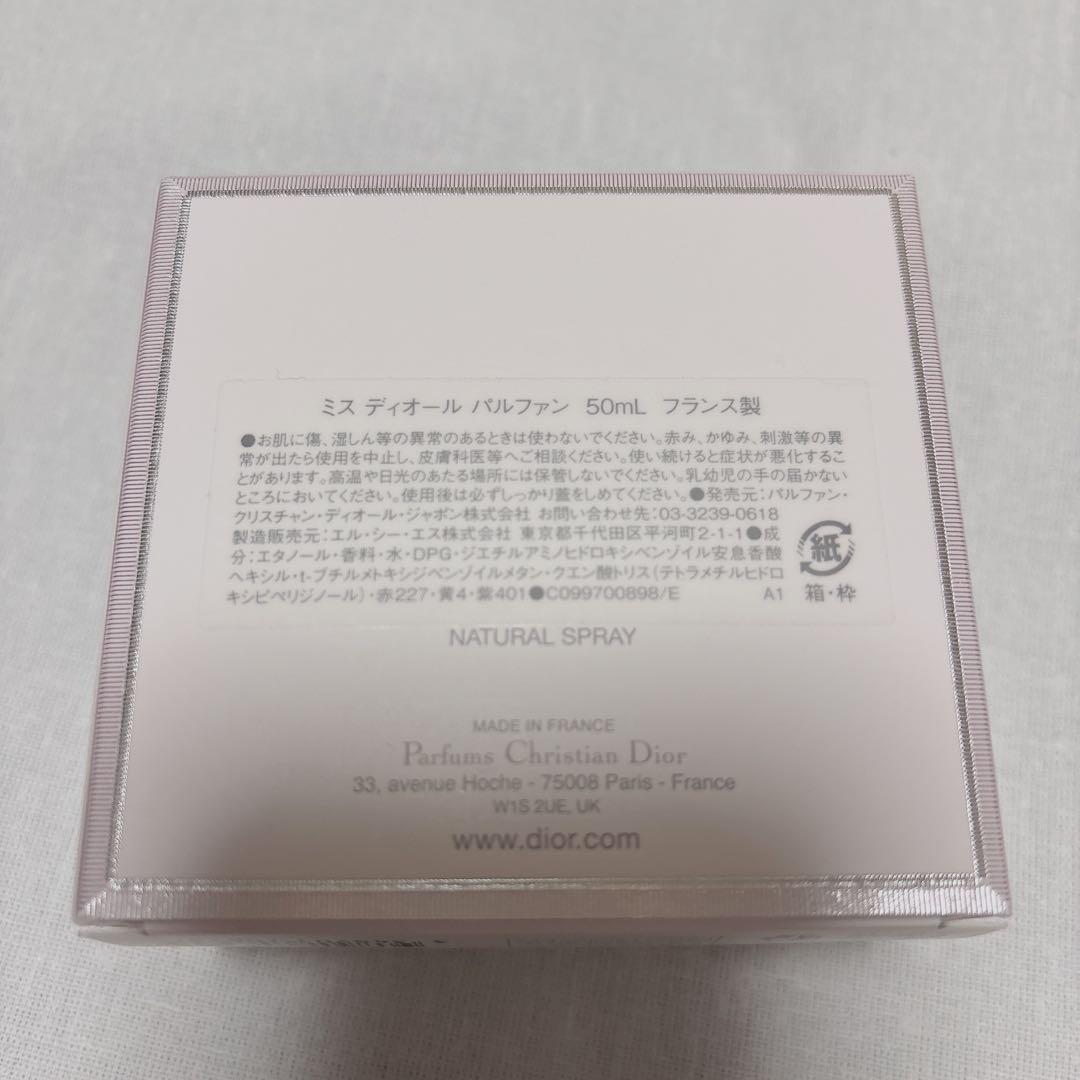 ミス ディオール パルファン 50mL フランス製
●お肌に傷、湿しん等の異常のあるときは使わないでください。赤み、かゆみ、刺激等の異
常が出たら使用を中止し、皮膚科医等へご相談ください。使い続けると症状が悪化するこ
とがあります。高温や日光のあたる場所には保管しないでください。乳幼児の手の届かない
ところにおいてください。使用後は必ずしっかり蓋をしめてください。●発売元：パルファン・
クリスチャン・ディオール・ジャポン株式会社 お問い合わせ先：03-3239-0618
製造販売元：エル・シー・エス株式会社 東京都千代田区平河町2-1-1●成
分：エタノール・香料・水・DPG・ジエチルアミノヒドロキシベンゾイル安息香酸
ヘキシル・t-ブチルメトキシジベンゾイルメタン・クエン酸トリス（テトラメチルヒドロ
キシピペリジノール）・赤227・黄4・紫401●C099700898/E A1
紙
箱・枠
NATURAL SPRAY
MADE IN FRANCE
Parfums Christian Dior
33, avenue Hoche - 75008 Paris - France
W1S 2UE, UK
www.dior.com